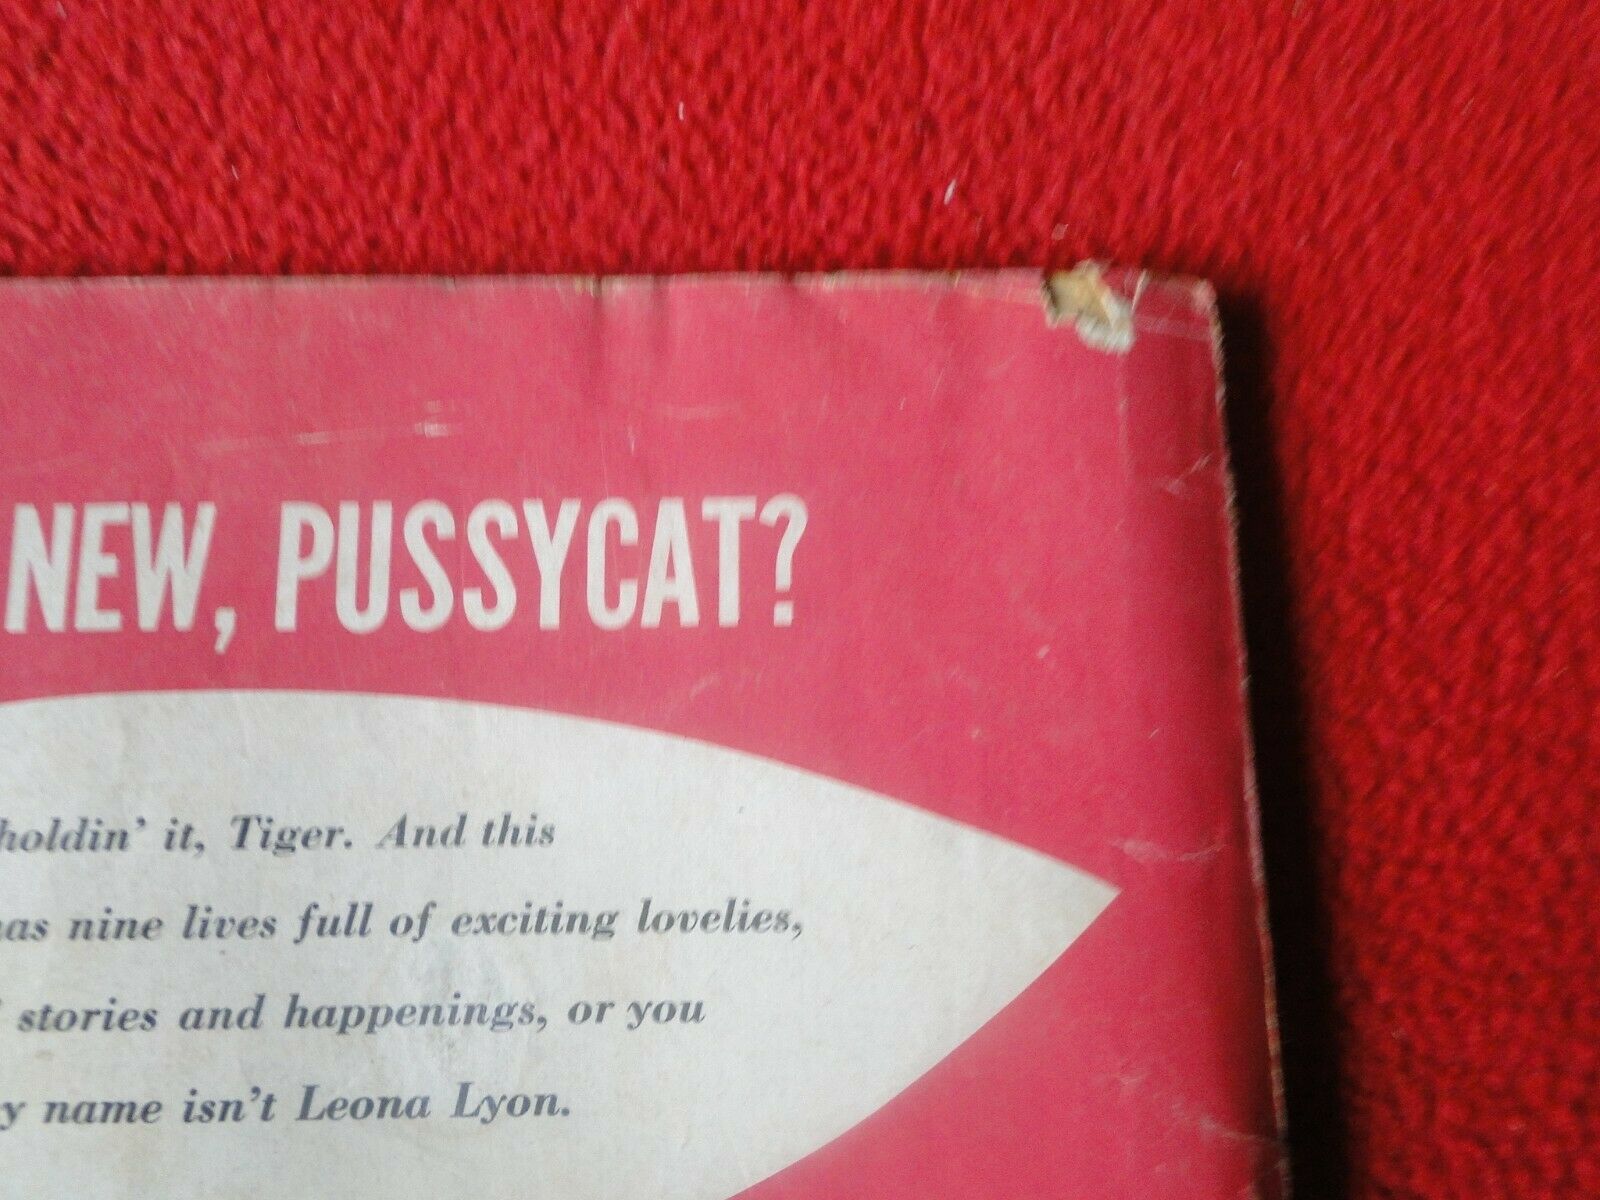 NEW, PUSSYCAT?
holdin' it, Tiger. And this
has nine lives full of exciting lovelies,
stories and happenings, or you
y name isn't Leona Lyon.